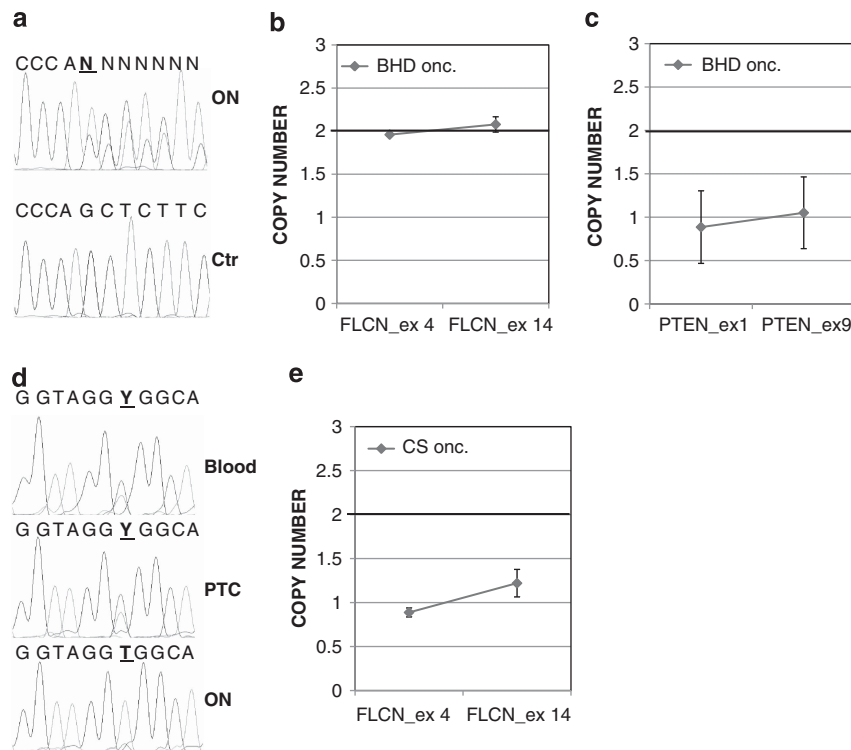 a
CCC A N N N N N N N
ON
CCCA G C T C T T C
Ctr
b
COPY NUMBER
3
2.5
2
1.5
1
0.5
0
BHD onc.
FLCN_ex 4 FLCN_ex 14
c
COPY NUMBER
3
2.5
2
1.5
1
0.5
0
BHD onc.
PTEN_ex1 PTEN_ex9
d
G GTAGG Y GGCA
Blood
G GTAGG Y GGCA
PTC
G GTAGG TGGCA
ON
e
COPY NUMBER
3
2.5
2
1.5
1
0.5
0
CS onc.
FLCN_ex 4 FLCN_ex 14